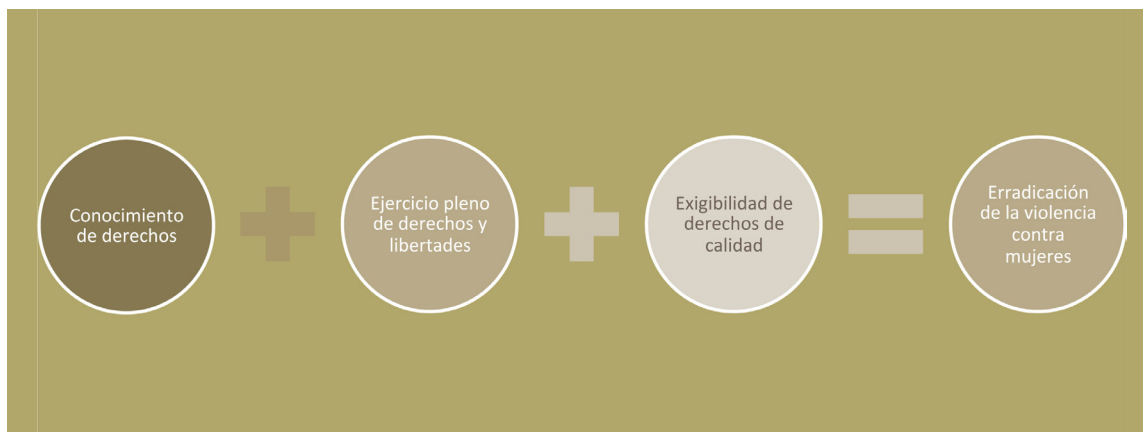 Conocimiento
de derechos
Ejercicio pleno
de derechos y
libertades
Exigibilidad de
derechos de
calidad
Erradicación
de la violencia
contra
mujeres